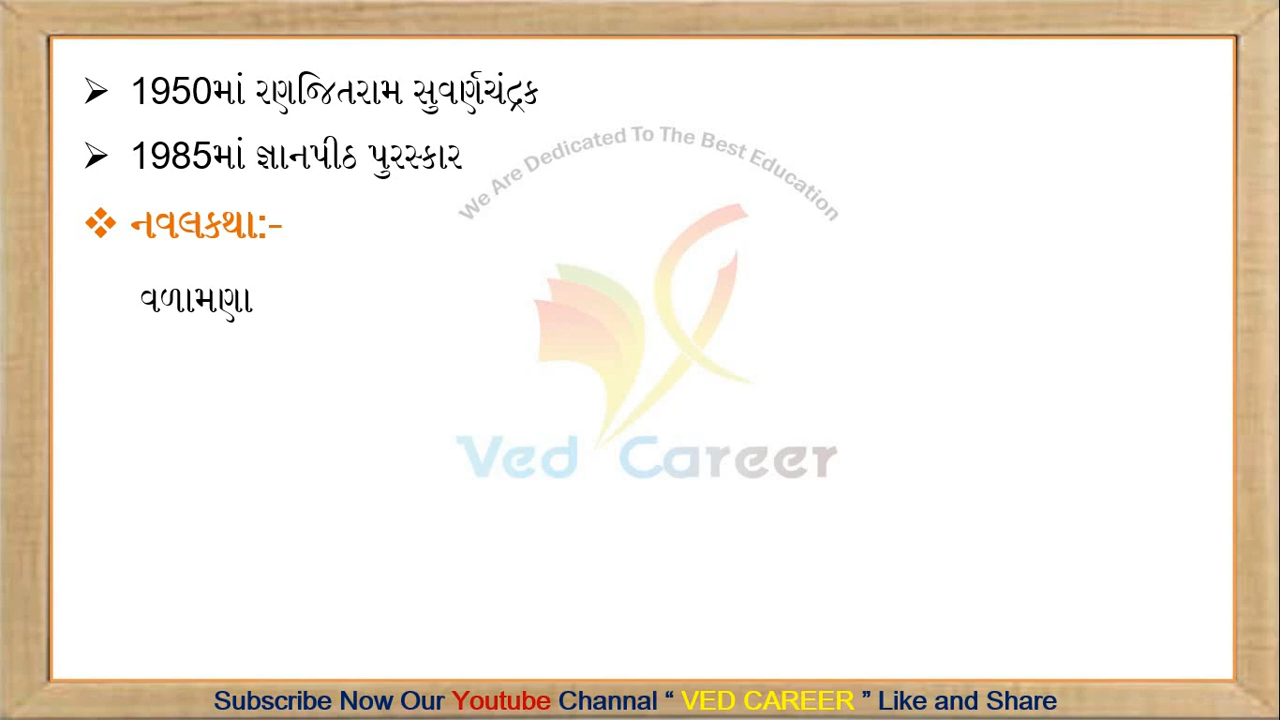 ➢ 1950માં રણજિતરામ સુવર્ણચંદ્રક
➢ 1985માં જ્ઞાનપીઠ પુરસ્કાર
We Are Dedicated To The Best Education
❖ નવલકથા:-
વળામણા
Ved Career
Subscribe Now Our Youtube Channal “ VED CAREER ” Like and Share